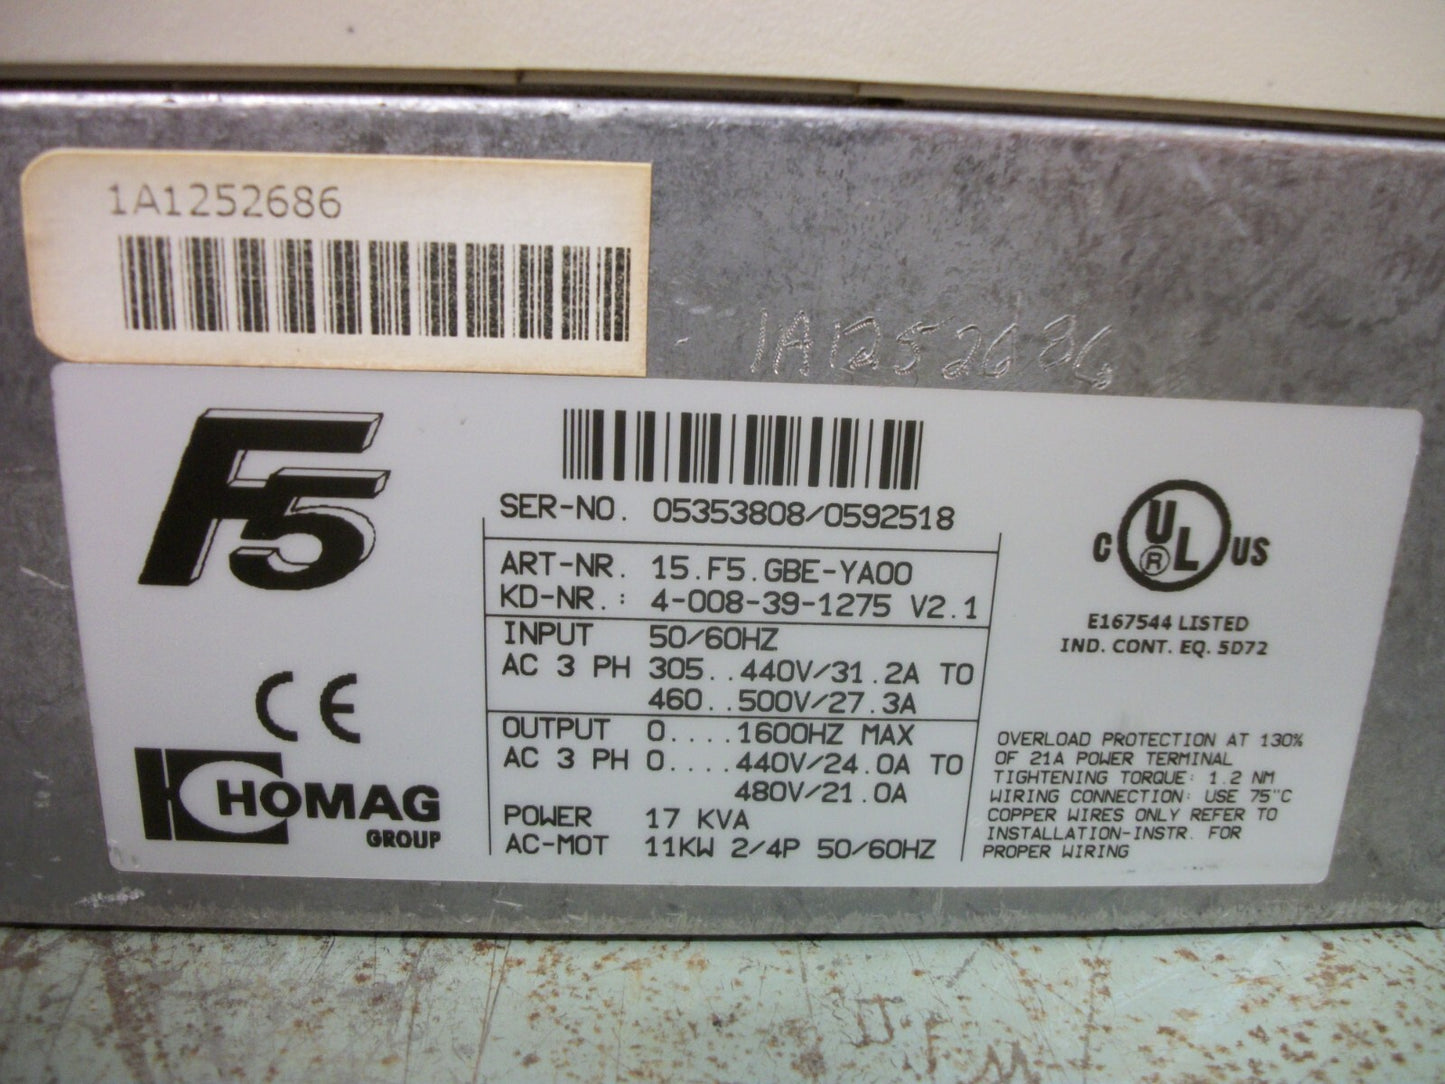 1A1252686
1A1252686
F5
SER-NO. 05353808/0592518
ART-NR. 15.F5.GBE-YA00
KD-NR.: 4-008-39-1275 V2.1
INPUT 50/60HZ
AC 3 PH 305..440V/31.2A TO
460..500V/27.3A
OUTPUT 0....1600HZ MAX
AC 3 PH 0....440V/24.0A TO
480V/21.0A
POWER 17 KVA
AC-MOT 11KW 2/4P 50/60HZ
CE
HOMAG
GROUP
C UL ® US
E167544 LISTED
IND. CONT. EQ. 5D72
OVERLOAD PROTECTION AT 130%
OF 21A POWER TERMINAL
TIGHTENING TORQUE: 1.2 NM
WIRING CONNECTION: USE 75"C
COPPER WIRES ONLY REFER TO
INSTALLATION-INSTR. FOR
PROPER WIRING